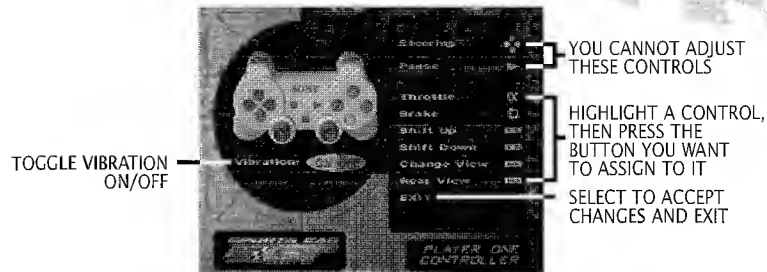 Steering
Pause
YOU CANNOT ADJUST
THESE CONTROLS
Throttle
Brake
Shift Up
Shift Down
Change View
Rear View
EXIT
HIGHLIGHT A CONTROL,
THEN PRESS THE
BUTTON YOU WANT
TO ASSIGN TO IT
SELECT TO ACCEPT
CHANGES AND EXIT
TOGGLE VIBRATION
ON/OFF
Vibration
SONY
PLAYER ONE
CONTROLLER